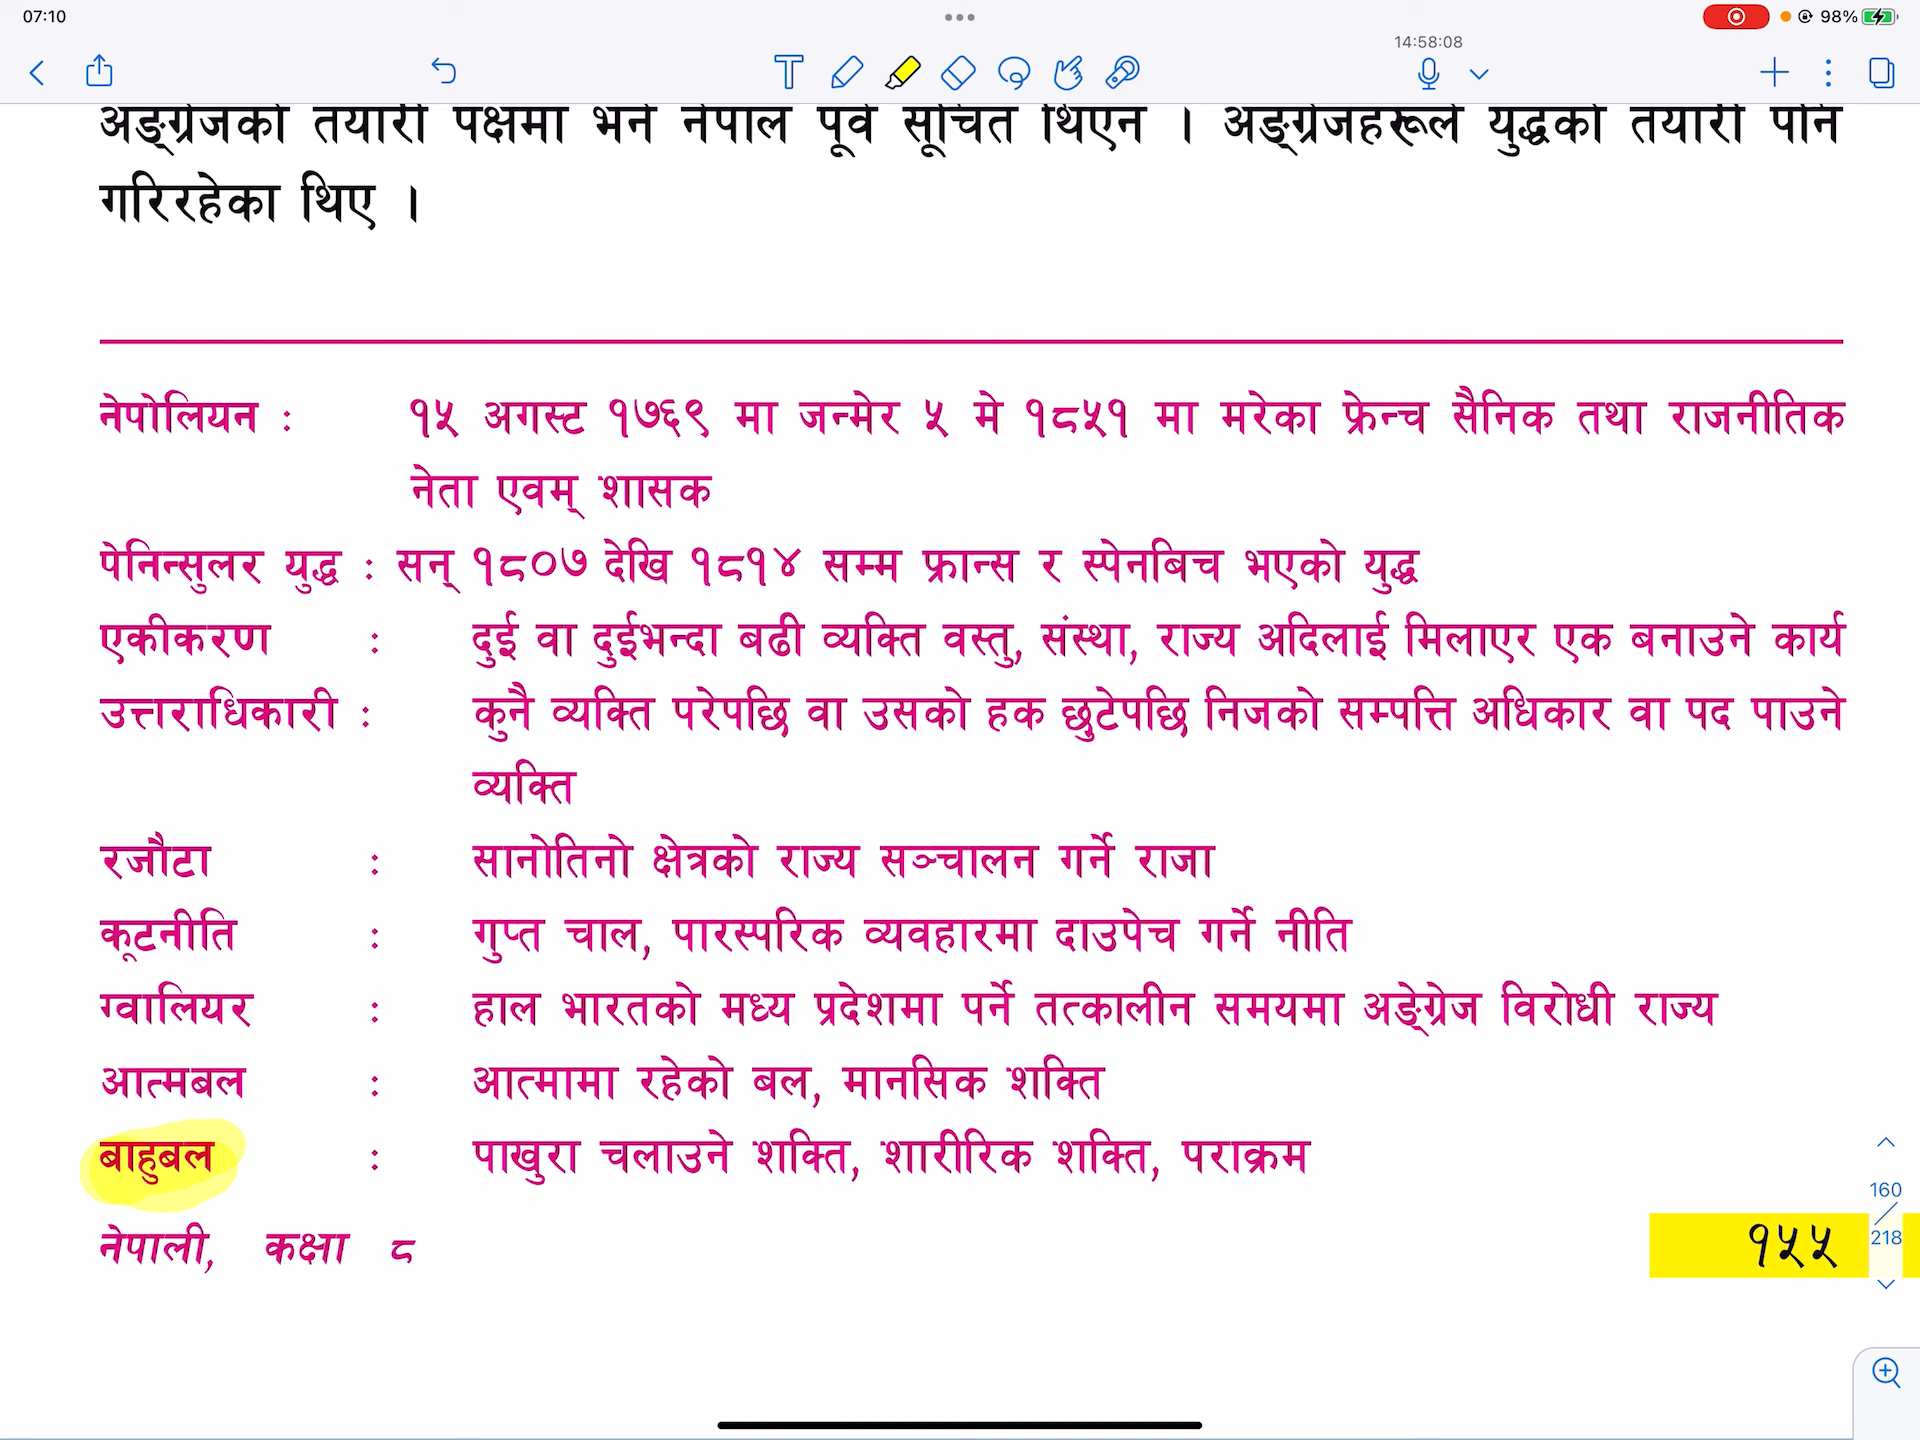 07:10
98%
14:58:08
अङ्ग्रेजको तयारी पक्षमा भने नेपाल पूर्व सूचित थिएन । अङ्ग्रेजहरूले युद्धको तयारी पनि
गरिरहेका थिए ।
नेपोलियन : १५ अगस्ट १७६९ मा जन्मेर ५ मे १८५१ मा मरेका फ्रेन्च सैनिक तथा राजनीतिक
नेता एवम् शासक
पेनिन्सुलर युद्ध : सन् १८०७ देखि १८१४ सम्म फ्रान्स र स्पेनबिच भएको युद्ध
एकीकरण : दुई वा दुईभन्दा बढी व्यक्ति वस्तु, संस्था, राज्य अदिलाई मिलाएर एक बनाउने कार्य
उत्तराधिकारी : कुनै व्यक्ति परेपछि वा उसको हक छुटेपछि निजको सम्पत्ति अधिकार वा पद पाउने
व्यक्ति
रजौटा : सानोतिनो क्षेत्रको राज्य सञ्चालन गर्ने राजा
कूटनीति : गुप्त चाल, पारस्परिक व्यवहारमा दाउपेच गर्ने नीति
ग्वालियर : हाल भारतको मध्य प्रदेशमा पर्ने तत्कालीन समयमा अङ्ग्रेज विरोधी राज्य
आत्मबल : आत्मामा रहेको बल, मानसिक शक्ति
बाहुबल : पाखुरा चलाउने शक्ति, शारीरिक शक्ति, पराक्रम
160
218
नेपाली, कक्षा ८ १५५